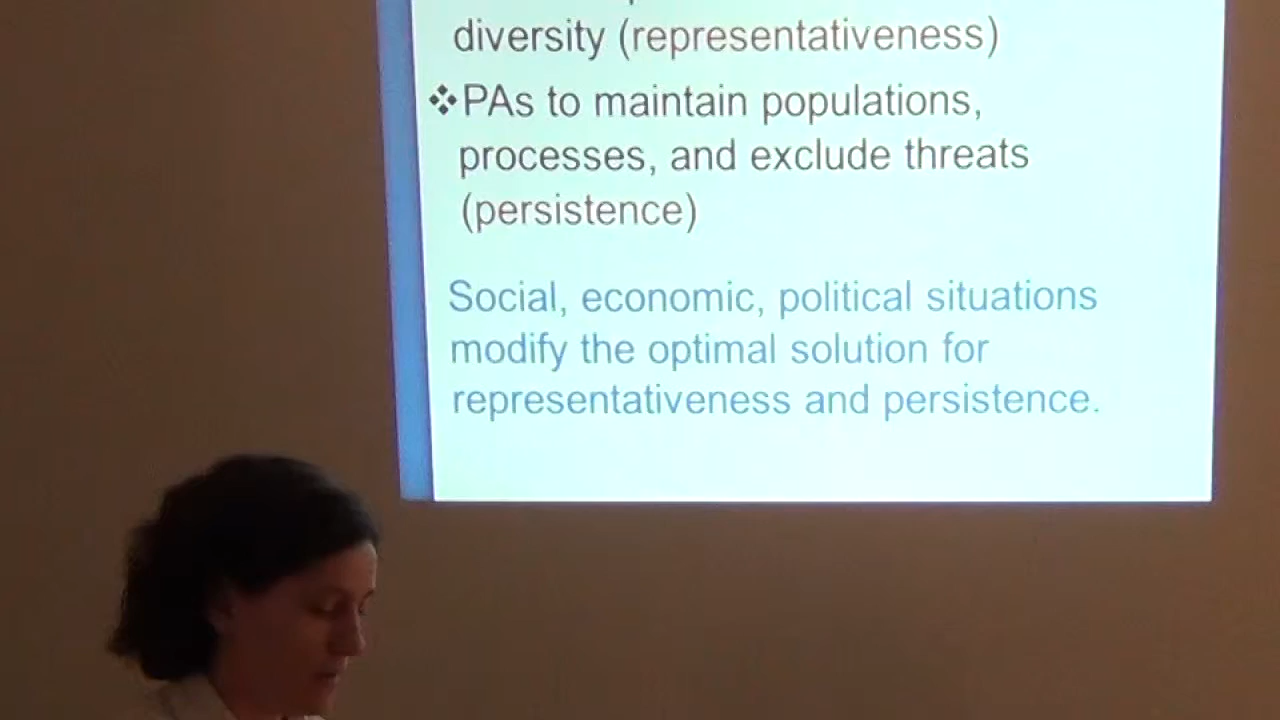 diversity (representativeness)
❖PAs to maintain populations,
processes, and exclude threats
(persistence)
Social, economic, political situations
modify the optimal solution for
representativeness and persistence.